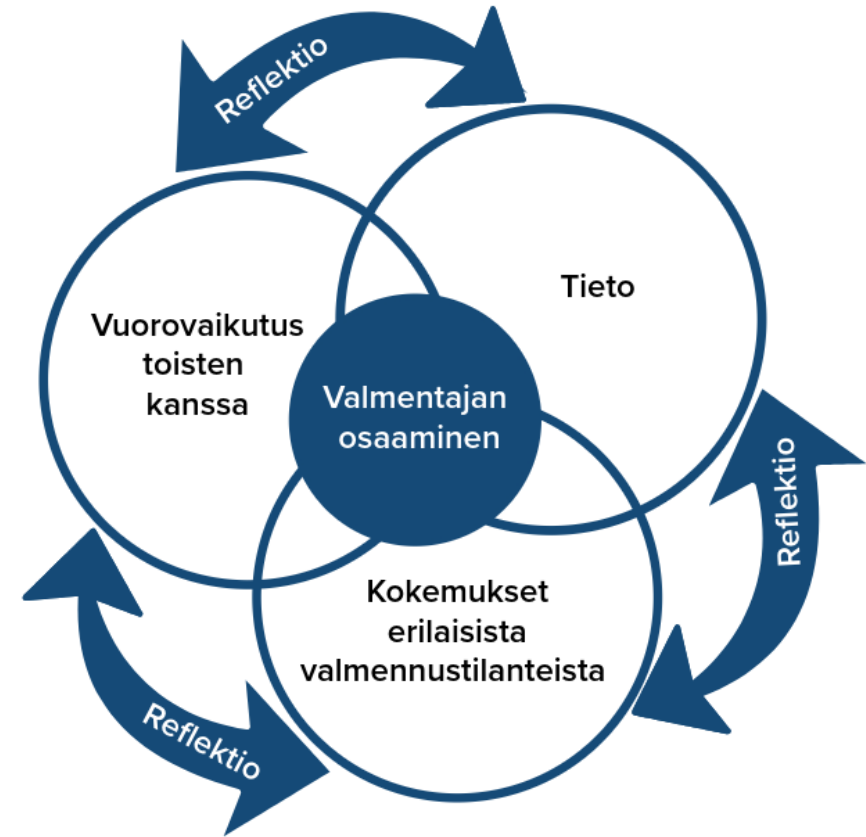 Reflektio
Tieto
Vuorovaikutus
toisten
kanssa
Valmentajan
osaaminen
Reflektio
Kokemukset
erilaisista
valmennustilanteista
Reflektio